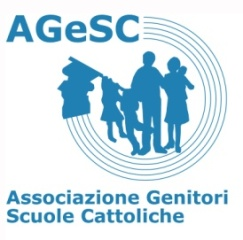 AGeSC
Associazione Genitori
Scuole Cattoliche